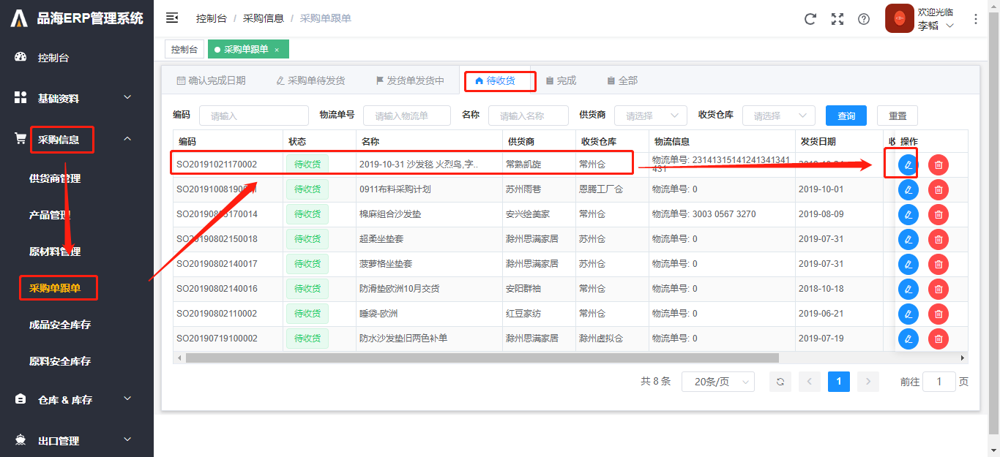 品海ERP管理系统
控制台 / 采购信息 / 采购单跟单
欢迎光临
李韬
控制台
采购单跟单 ×
控制台
基础资料
采购信息
供货商管理
产品管理
原材料管理
采购单跟单
成品安全库存
原料安全库存
仓库 & 库存
出口管理
确认完成日期 采购单待发货 发货单发货中 待收货 完成 全部
编码 请输入 物流单号 请输入物流单 名称 请输入名称 供货商 请选择 收货仓库 请选择 查询 重置
编码 状态 名称 供货商 收货仓库 物流信息 发货日期 收 操作
SO20191021170002 待收货 2019-10-31 沙发毯 火烈鸟,字.. 常熟凯旋 常州仓 物流单号: 23141315141241341341
431
待收货 0911布料采购计划 苏州雨巷 恩腾工厂仓 物流单号: 0 2019-10-01
待收货 棉麻组合沙发垫 安兴绘美家 常州仓 物流单号: 3003 0567 3270 2019-08-09
SO20190802150018 待收货 超柔坐垫套 滁州思满家居 苏州仓 物流单号: 0 2019-07-31
SO20190802140017 待收货 菠萝格坐垫套 滁州思满家居 苏州仓 物流单号: 0 2019-07-31
SO20190802140016 待收货 防滑垫欧洲10月交货 安阳群袖 常州仓 物流单号: 0 2018-10-18
SO20190802110002 待收货 睡袋-欧洲 红豆家纺 常州仓 物流单号: 0 2019-06-21
SO20190719100002 待收货 防水沙发垫旧两色补单 滁州思满家居 滁州虚拟仓 物流单号: 0 2019-07-19
共 8 条 20条/页 1 前往 1 页